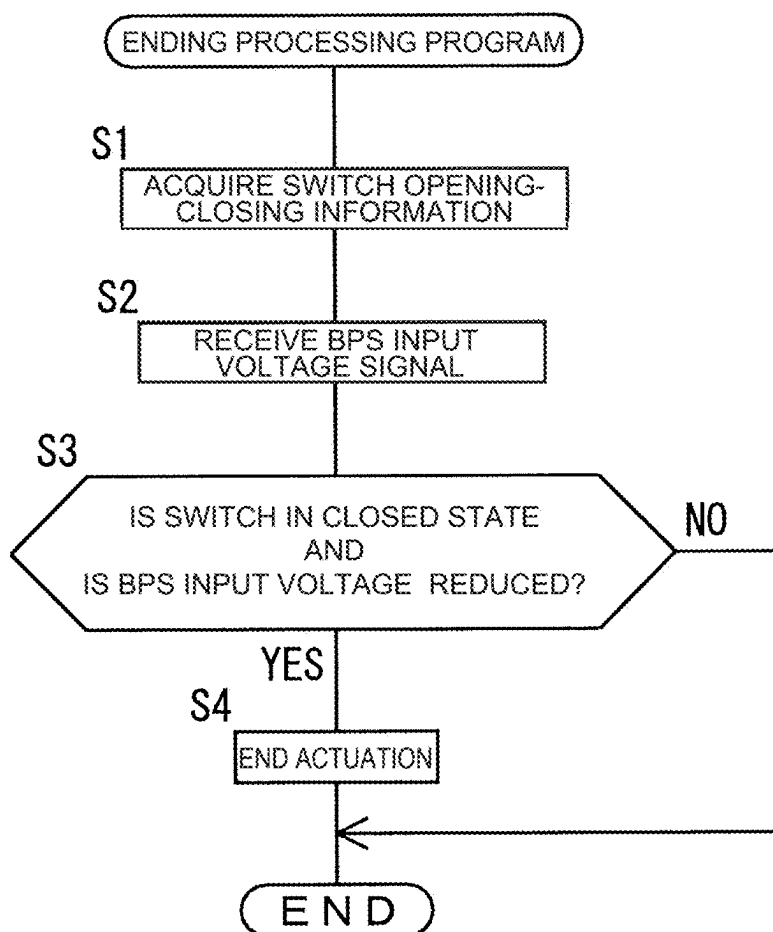 ENDING PROCESSING PROGRAM
S1
ACQUIRE SWITCH OPENING-
CLOSING INFORMATION
S2
RECEIVE BPS INPUT
VOLTAGE SIGNAL
S3
IS SWITCH IN CLOSED STATE
AND
IS BPS INPUT VOLTAGE REDUCED?
NO
YES
S4
END ACTUATION
END